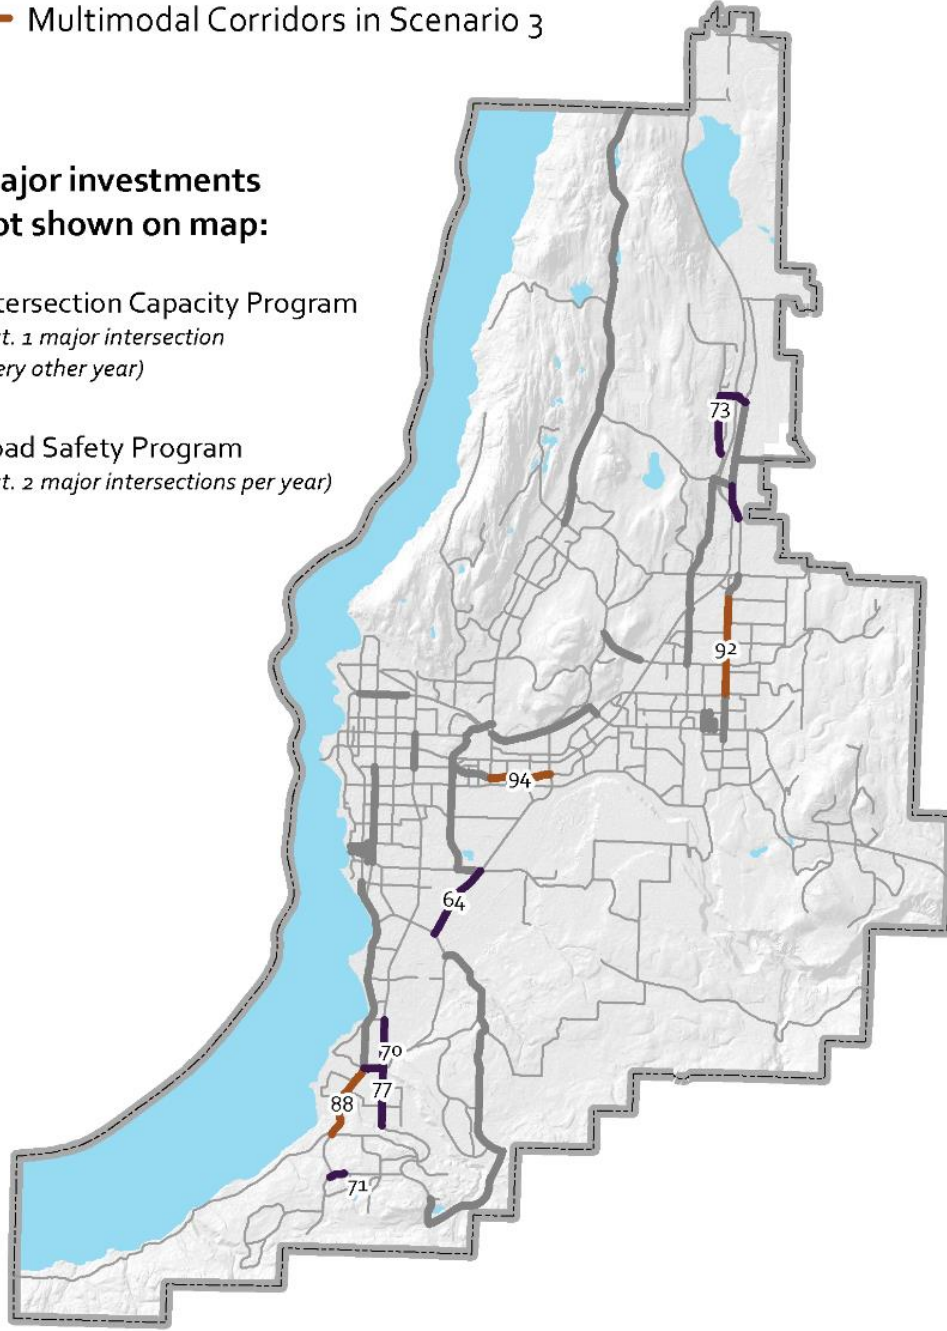 Multimodal Corridors in Scenario 3
ajor investments
ot shown on map:
tersection Capacity Program
t. 1 major intersection
ery other year)
oad Safety Program
t. 2 major intersections per year)
73
92
94
64
70
77
88
71